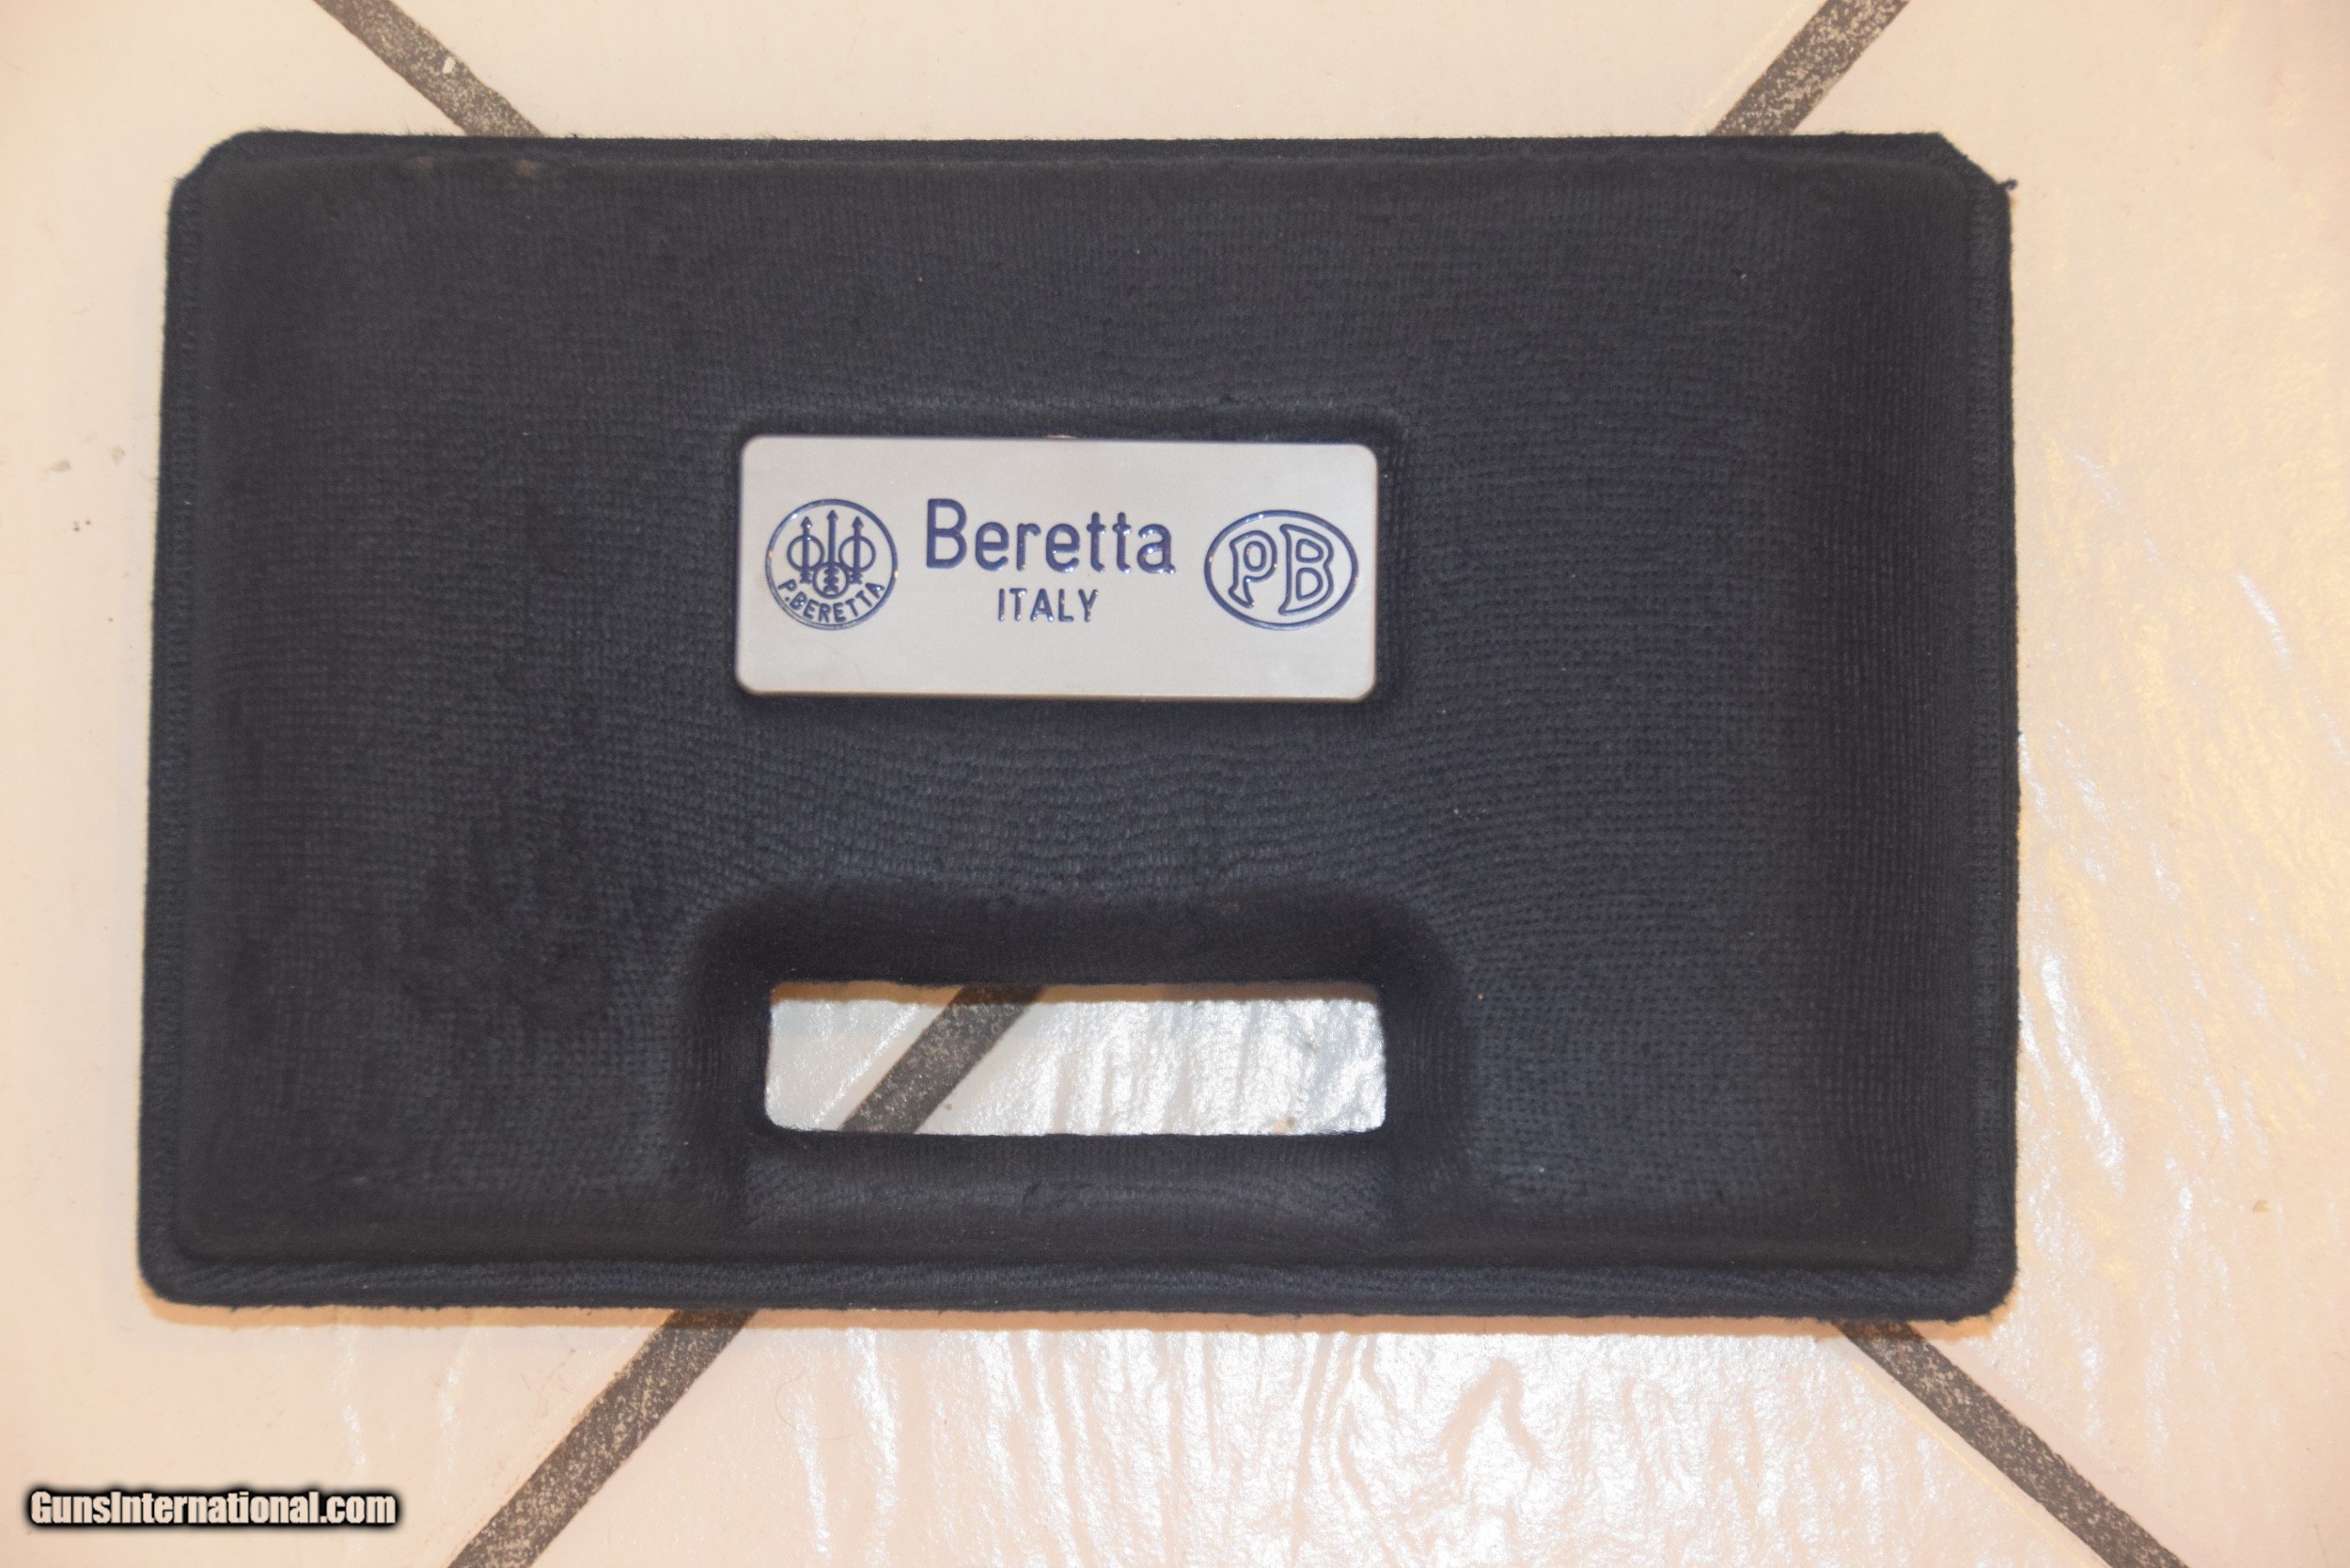 Beretta
ITALY
P.BERETTA
PB
GunsInternational.com